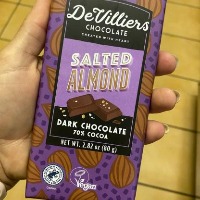 DeVilliers
CHOCOLATE
CREATED WITH HEART
SALTED
ALMOND
DARK CHOCOLATE
70% COCOA
NET WT. 2.82 oz (80 g)
Vegan